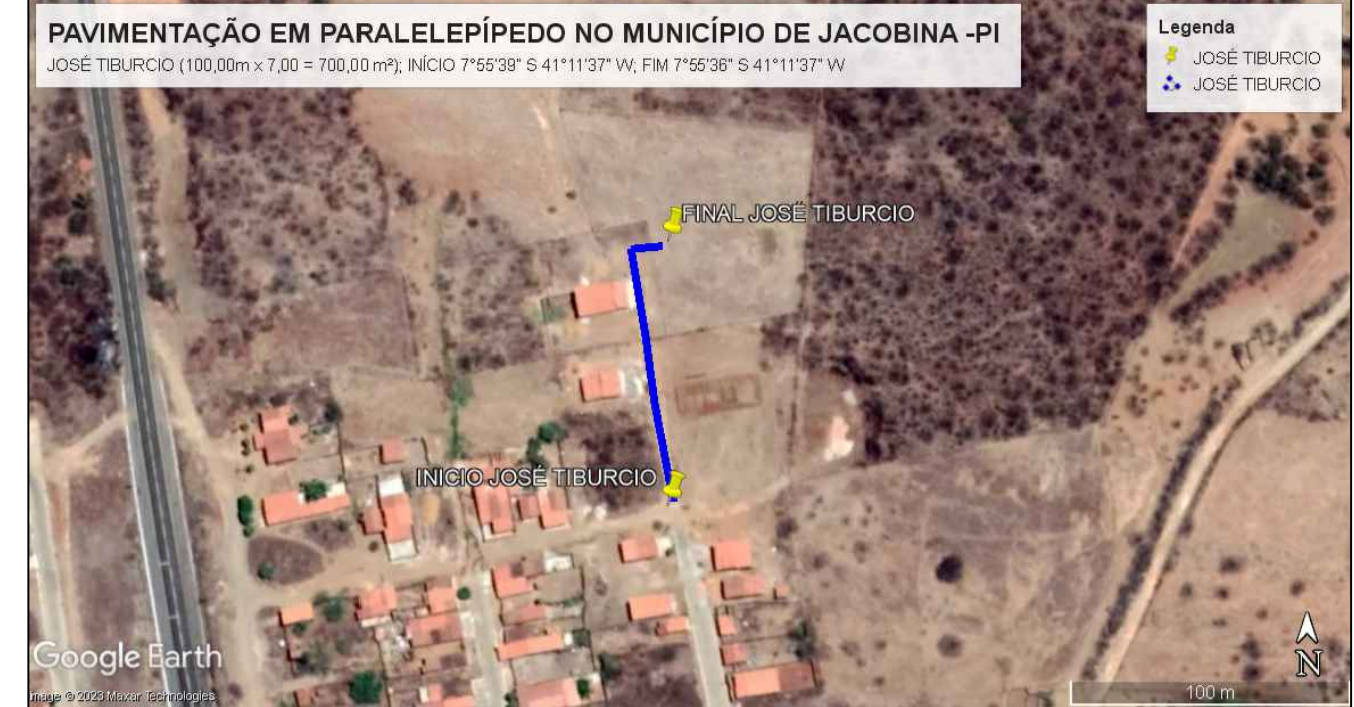 PAVIMENTAÇÃO EM PARALELEPÍPEDO NO MUNICÍPIO DE JACOBINA -PI
JOSÉ TIBURCIO (100,00m x 7,00 = 700,00 m²); INÍCIO 7°55'39" S 41°11'37" W; FIM 7°55'36" S 41°11'37" W
Legenda
JOSÉ TIBURCIO
JOSÉ TIBURCIO
FINAL JOSÉ TIBURCIO
INICIO JOSÉ TIBURCIO
Google Earth
Image © 2023 Maxar Technologies
N
100 m